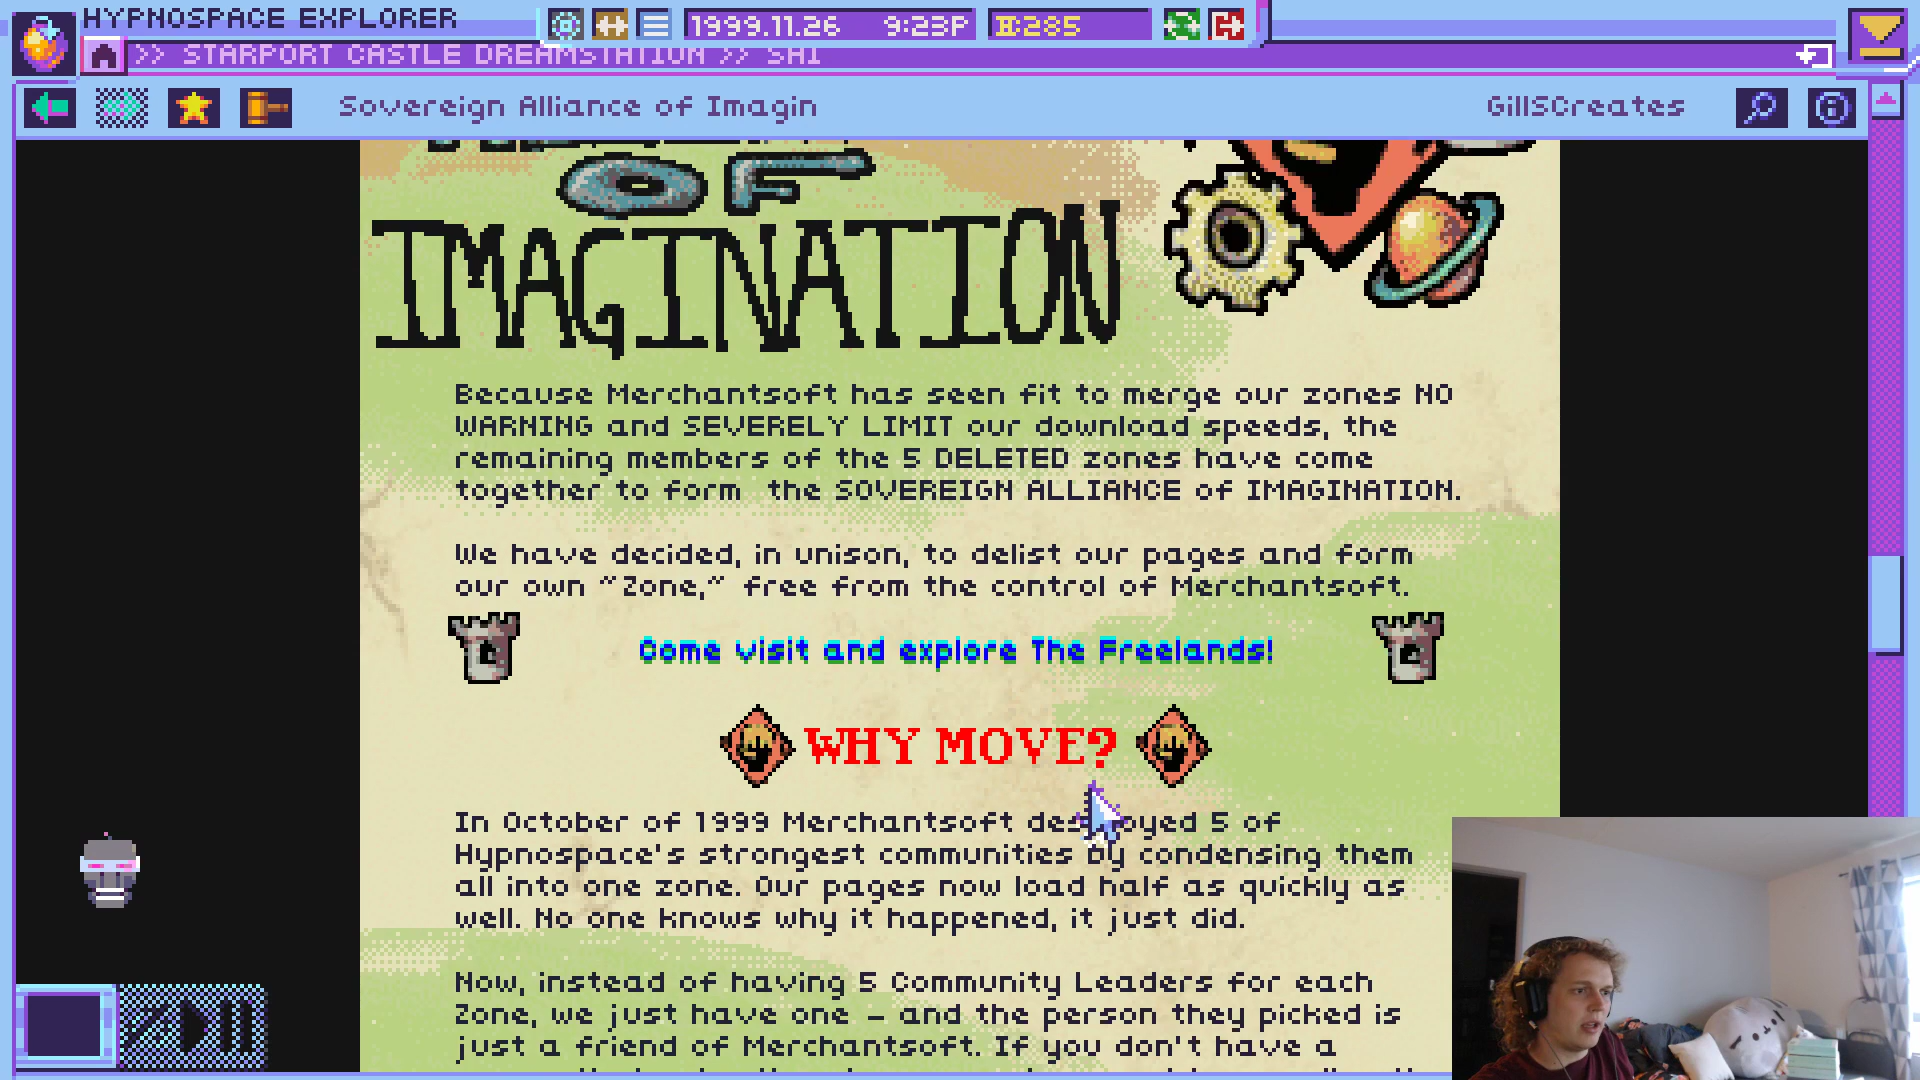 HYPNOSPACE EXPLORER
1999.11.26 9:23P
285
>> STARPORT CASTLE DREAMSTATION >> SAI
Sovereign Alliance of Imagin
GillSCreates
OF
IMAGINATION
Because Merchantsoft has seen fit to merge our zones NO
WARNING and SEVERELY LIMIT our download speeds, the
remaining members of the 5 DELETED zones have come
together to form the SOVEREIGN ALLIANCE of IMAGINATION.
We have decided, in unison, to delist our pages and form
our own "Zone," free from the control of Merchantsoft.
Come visit and explore The Freelands!
WHY MOVE?
In October of 1999 Merchantsoft destroyed 5 of
Hypnospace's strongest communities by condensing them
all into one zone. Our pages now load half as quickly as
well. No one knows why it happened, it just did.
Now, instead of having 5 Community Leaders for each
Zone, we just have one - and the person they picked is
just a friend of Merchantsoft. If you don't have a